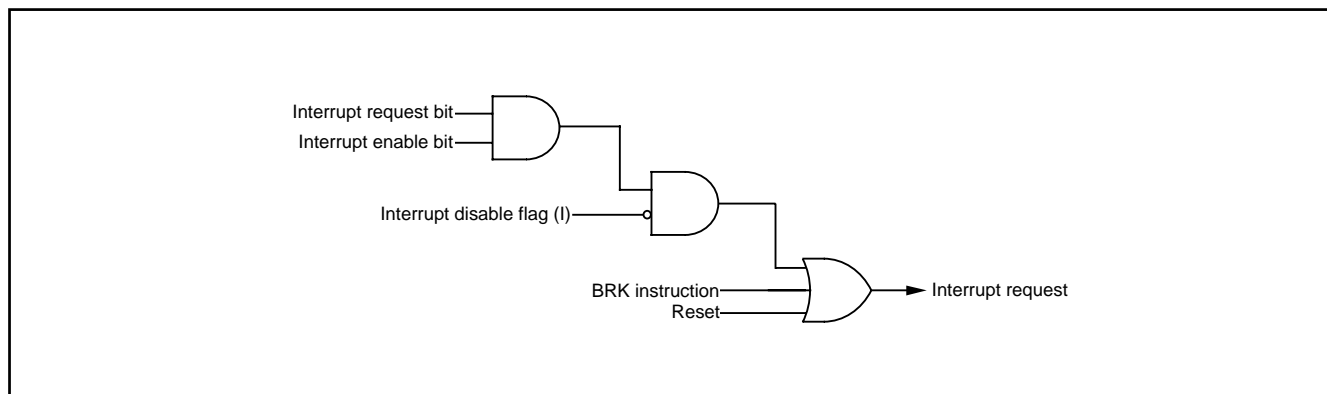 Interrupt request bit
Interrupt enable bit
Interrupt disable flag (I)
BRK instruction
Reset
Interrupt request